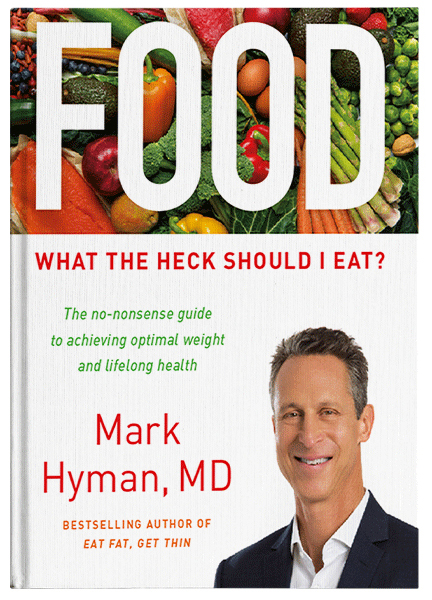 FOOD
WHAT THE HECK SHOULD I EAT?
The no-nonsense guide
to achieving optimal weight
and lifelong health
Mark
Hyman, MD
BESTSELLING AUTHOR OF
EAT FAT, GET THIN